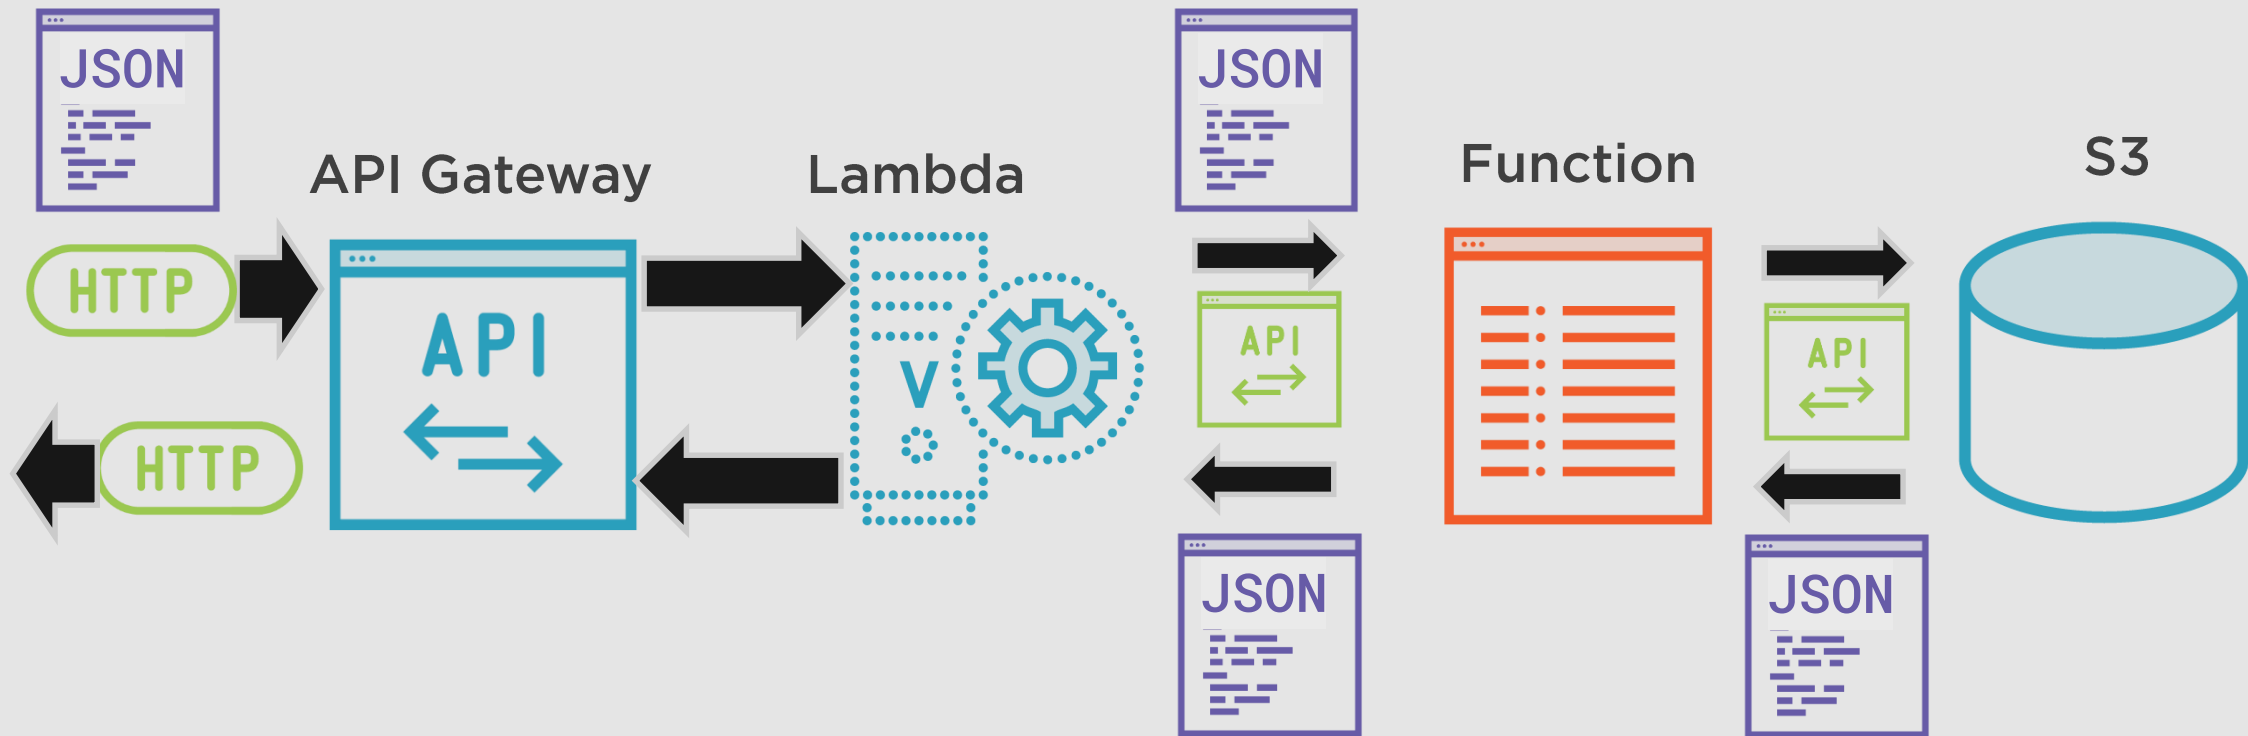 JSON
API Gateway
Lambda
JSON
Function
S3
HTTP
API
V
API
API
HTTP
JSON
JSON